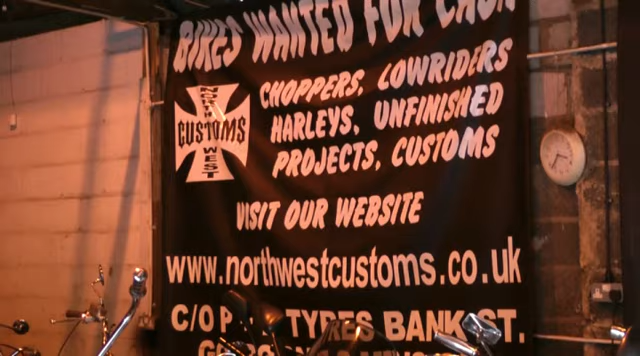 BIKES WANTED FOR CASH
CHOPPERS, LOWRIDERS
HARLEYS, UNFINISHED
PROJECTS, CUSTOMS
NORTH
CUSTOMS
WEST
VISIT OUR WEBSITE
www.northwestcustoms.co.uk
C/O P TYRES BANK ST.